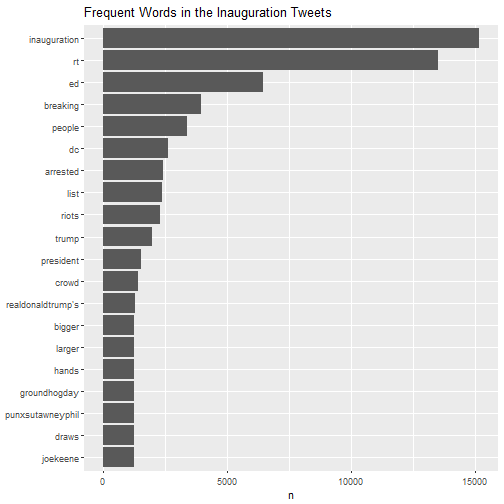 Frequent Words in the Inauguration Tweets
inauguration
rt
ed
breaking
people
dc
arrested
list
riots
trump
president
crowd
realdonaldtrump's
bigger
larger
hands
groundhogday
punxsutawneyphil
draws
joekeene
0 5000 10000 15000
n